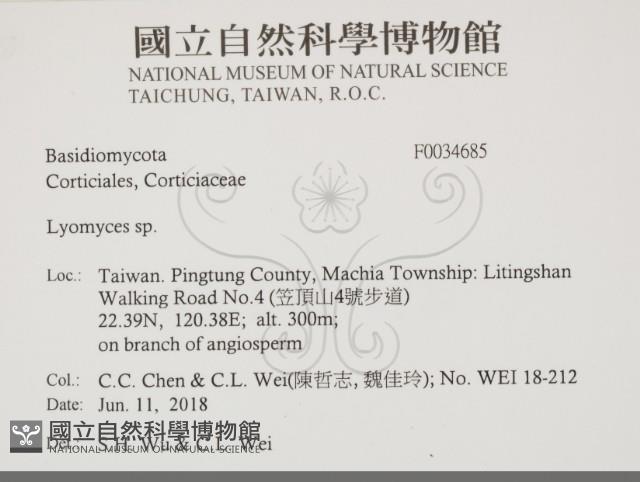 國立自然科學博物館
NATIONAL MUSEUM OF NATURAL SCIENCE
TAICHUNG, TAIWAN, R.O.C.
Basidiomycota F0034685
Corticiales, Corticiaceae
Lyomyces sp.
Loc.: Taiwan. Pingtung County, Machia Township: Litingshan
Walking Road No.4 (笠頂山4號步道)
22.39N, 120.38E; alt. 300m;
on branch of angiosperm
Col.: C.C. Chen & C.L. Wei(陳哲志, 魏佳玲); No. WEI 18-212
Date: Jun. 11, 2018
Det.: S.H. Wu & C.L. Wei
國立自然科學博物館
NATIONAL MUSEUM OF NATURAL SCIENCE